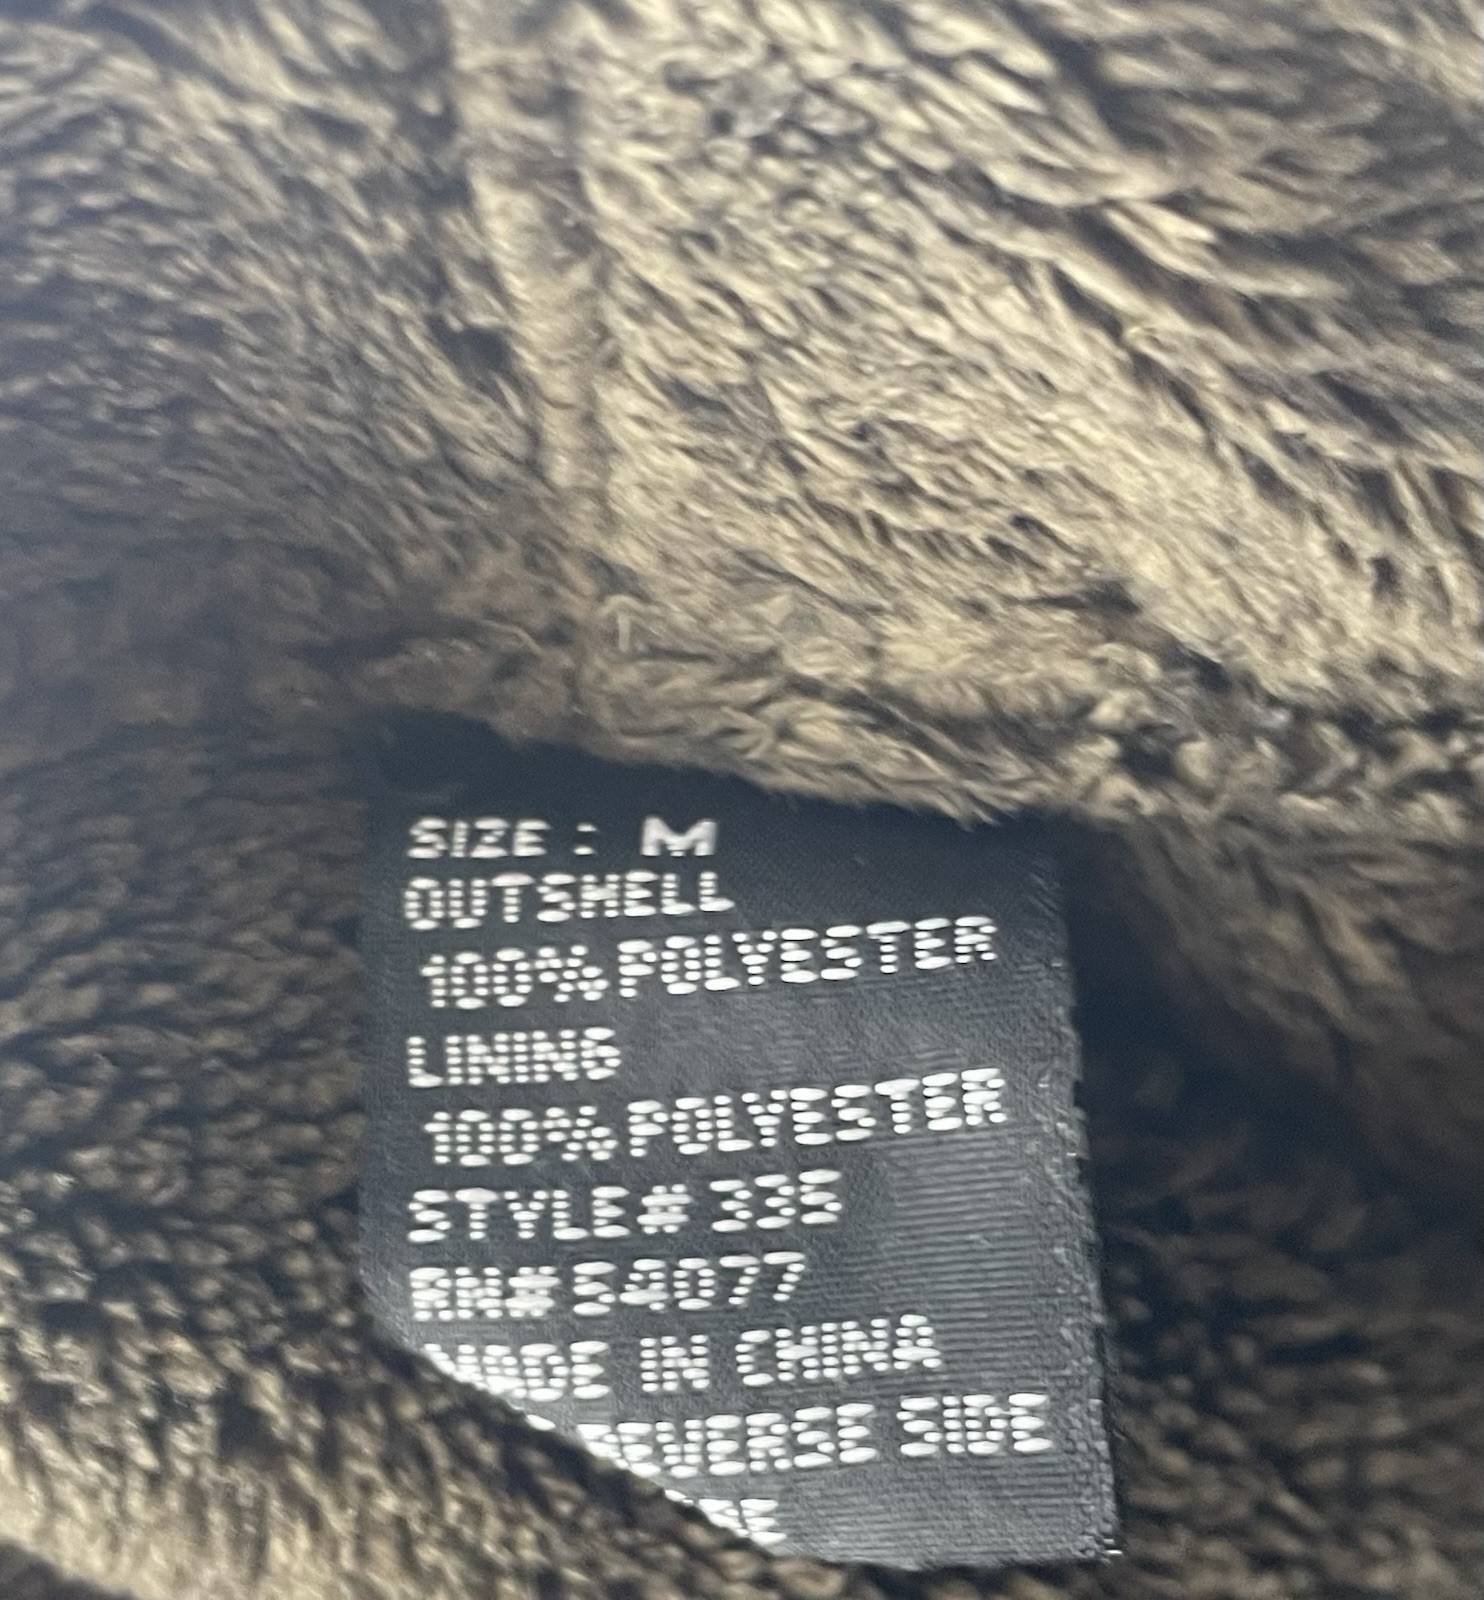 SIZE : M
OUTSHELL
100% POLYESTER
LINING
100% POLYESTER
STYLE# 335
RN# 54077
MADE IN CHINA
REVERSE SIDE